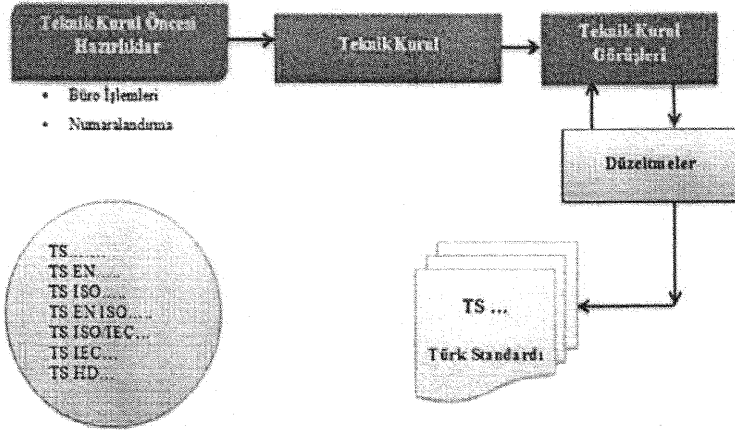 Teknik Kurul Öncesi
Hazırlıklar
Teknik Kurul
Teknik Kurul
Görüşleri
• Büro İşlemleri
• Numaralandırma
Düzeltmeler
TS........
TS EN.....
TS ISO.....
TS EN ISO.....
TS ISO/IEC...
TS IEC...
TS HD...
TS ...
Türk Standardı